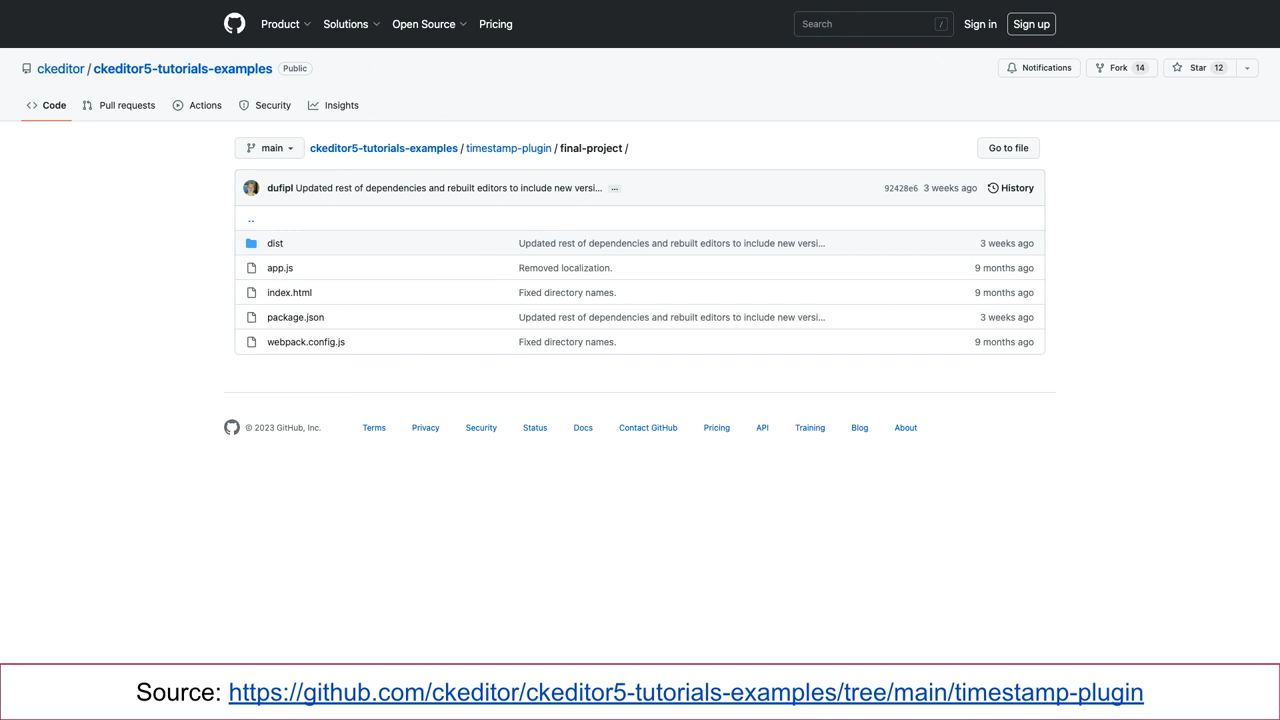 Product Solutions Open Source Pricing Search / Sign in Sign up
ckeditor / ckeditor5-tutorials-examples Public Notifications Fork 14 Star 12
Code Pull requests Actions Security Insights
main ckeditor5-tutorials-examples / timestamp-plugin / final-project / Go to file
dufipl Updated rest of dependencies and rebuilt editors to include new versi... ... 92428e6 3 weeks ago History
..
dist Updated rest of dependencies and rebuilt editors to include new versi... 3 weeks ago
app.js Removed localization. 9 months ago
index.html Fixed directory names. 9 months ago
package.json Updated rest of dependencies and rebuilt editors to include new versi... 3 weeks ago
webpack.config.js Fixed directory names. 9 months ago
© 2023 GitHub, Inc. Terms Privacy Security Status Docs Contact GitHub Pricing API Training Blog About
Source: https://github.com/ckeditor/ckeditor5-tutorials-examples/tree/main/timestamp-plugin